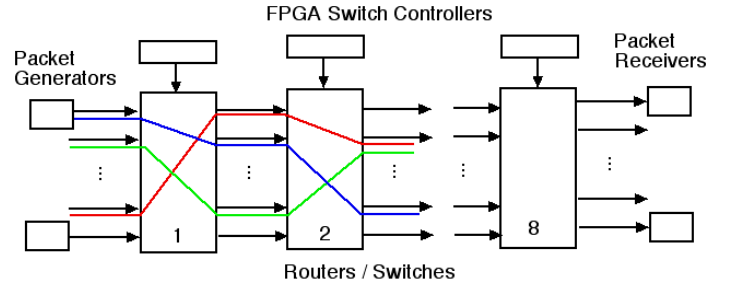 FPGA Switch Controllers
Packet
Generators
Packet
Receivers
...
...
...
...
...
1
2
8
Routers / Switches